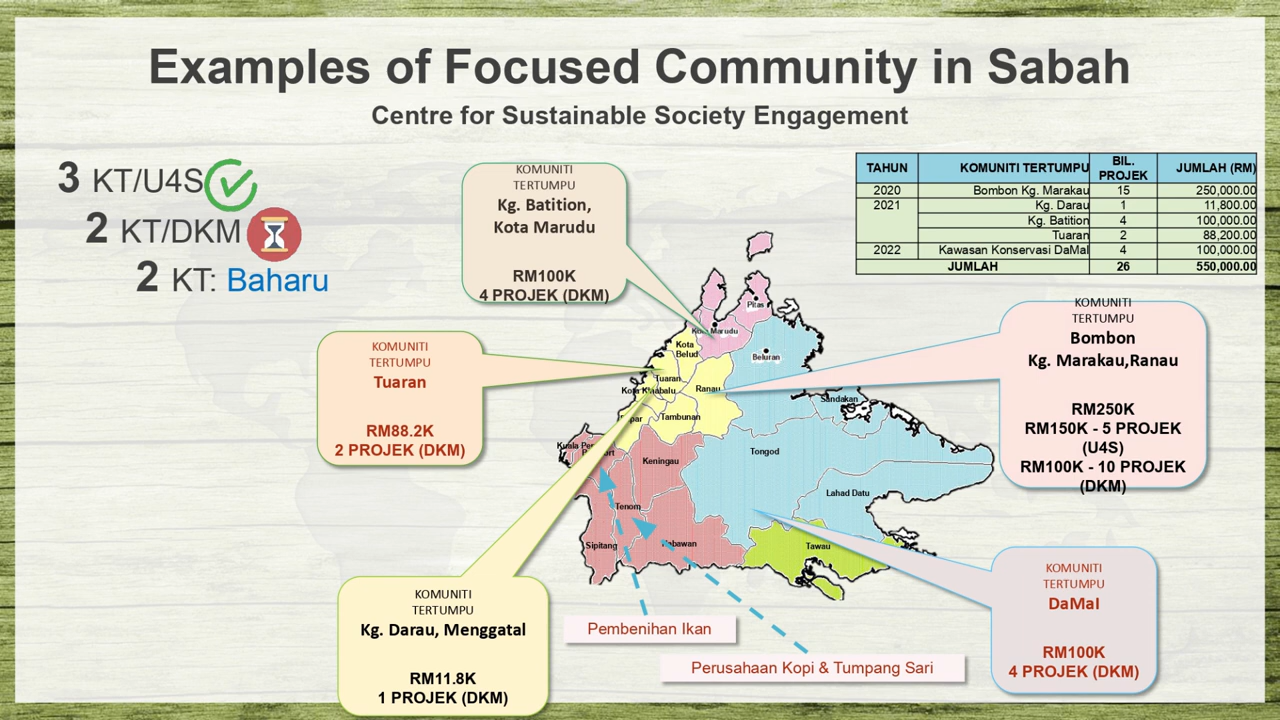 Examples of Focused Community in Sabah
Centre for Sustainable Society Engagement
3 KT/U4S
2 KT/DKM
2 KT: Baharu
KOMUNITI
TERTUMPU
Kg. Batition,
Kota Marudu
RM100K
4 PROJEK (DKM)
TAHUN KOMUNITI TERTUMPU BIL. PROJEK JUMLAH (RM)
2020 Bombon Kg. Marakau 15 250,000.00
2021 Kg. Darau 1 11,800.00
Kg. Batition 4 100,000.00
Tuaran 2 88,200.00
2022 Kawasan Konservasi DaMal 4 100,000.00
JUMLAH 26 550,000.00
KOMUNITI
TERTUMPU
Tuaran
RM88.2K
2 PROJEK (DKM)
KOMUNITI
TERTUMPU
Bombon
Kg. Marakau,Ranau
RM250K
RM150K - 5 PROJEK
(U4S)
RM100K - 10 PROJEK
(DKM)
Pitas
Marudu
Kota
Belud
Beluran
Tuaran
Kota
Ranau
Sandakan
Tambunan
Kuala
Keningau
Tongod
Lahad Datu
Tenom
Sipitang
Tawau
KOMUNITI
TERTUMPU
Kg. Darau, Menggatal
RM11.8K
1 PROJEK (DKM)
Pembenihan Ikan
Perusahaan Kopi & Tumpang Sari
KOMUNITI
TERTUMPU
DaMal
RM100K
4 PROJEK (DKM)